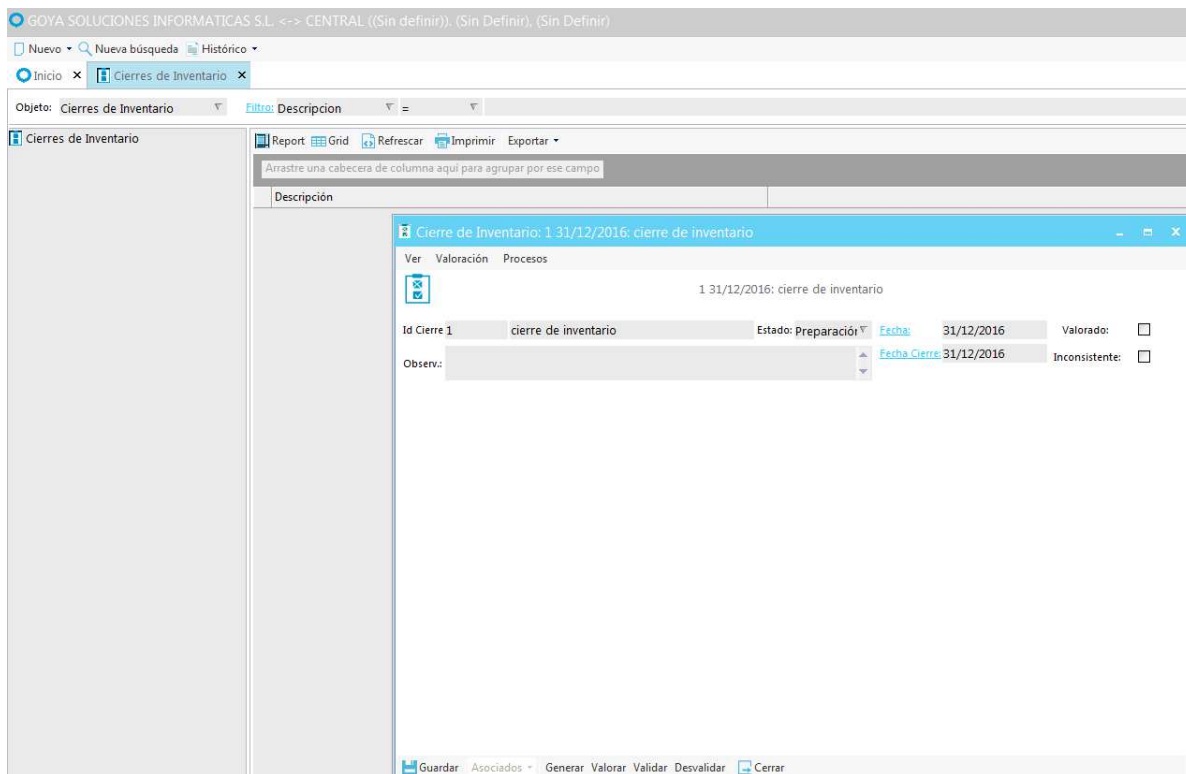 GOYA SOLUCIONES INFORMATICAS S.L. <-> CENTRAL ((Sin definir)). (Sin Definir), (Sin Definir)
Nuevo Nueva búsqueda Histórico
Inicio × Cierres de Inventario ×
Objeto: Cierres de Inventario Filtro: Descripcion =
Cierres de Inventario
Report Grid Refrescar Imprimir Exportar
Arrastre una cabecera de columna aquí para agrupar por ese campo
Descripción
Cierre de Inventario: 1 31/12/2016: cierre de inventario
Ver Valoración Procesos
1 31/12/2016: cierre de inventario
Id Cierre 1 cierre de inventario Estado: Preparación Fecha: 31/12/2016 Valorado:
Observ.: Fecha Cierre: 31/12/2016 Inconsistente:
Guardar Asociados Generar Valorar Validar Desvalidar Cerrar